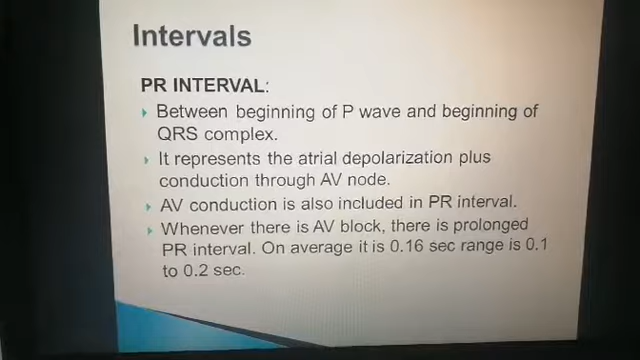 Intervals
PR INTERVAL:
Between beginning of P wave and beginning of
QRS complex.
It represents the atrial depolarization plus
conduction through AV node.
AV conduction is also included in PR interval.
Whenever there is AV block, there is prolonged
PR interval. On average it is 0.16 sec range is 0.1
to 0.2 sec.